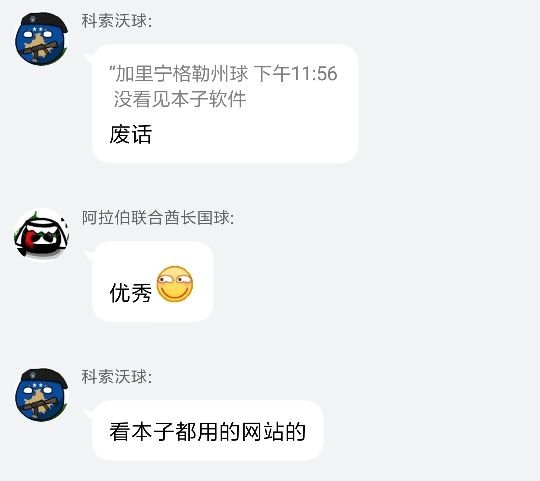 科索沃球:
“加里宁格勒州球 下午11:56
没看见本子软件
废话
阿拉伯联合酋长国球:
优秀
科索沃球:
看本子都用的网站的